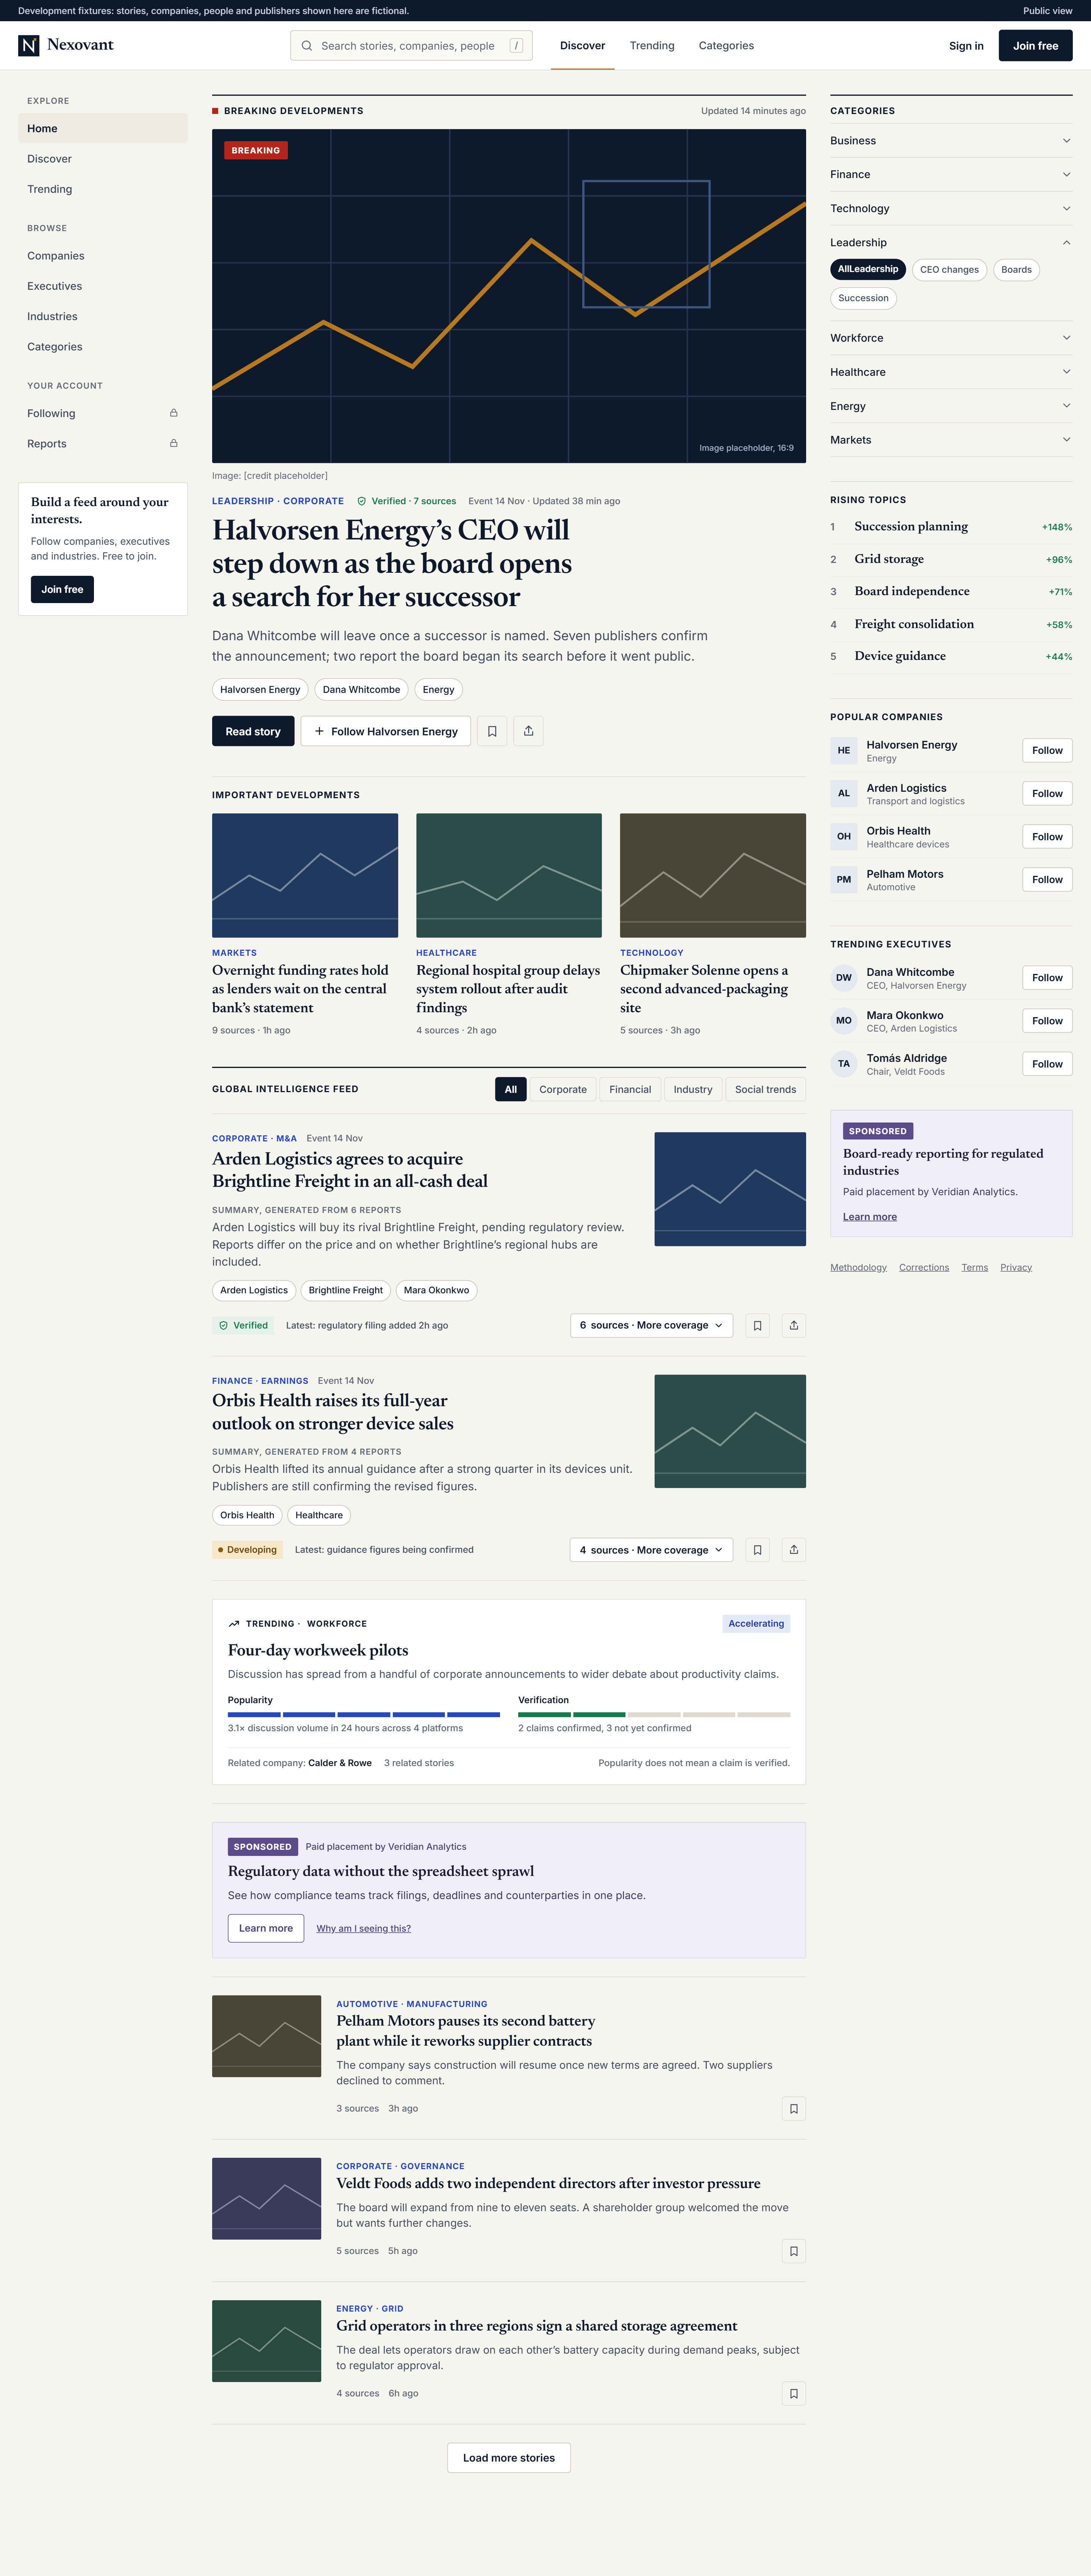 Development fixtures: stories, companies, people and publishers shown here are fictional.
Public view
N Nexovant
Search stories, companies, people /
Discover
Trending
Categories
Sign in
Join free
EXPLORE
Home
Discover
Trending
BROWSE
Companies
Executives
Industries
Categories
YOUR ACCOUNT
Following
Reports
Build a feed around your
interests.
Follow companies, executives
and industries. Free to join.
Join free
BREAKING DEVELOPMENTS
Updated 14 minutes ago
BREAKING
Image placeholder, 16:9
Image: [credit placeholder]
LEADERSHIP · CORPORATE
Verified · 7 sources
Event 14 Nov · Updated 38 min ago
Halvorsen Energy’s CEO will
step down as the board opens
a search for her successor
Dana Whitcombe will leave once a successor is named. Seven publishers confirm
the announcement; two report the board began its search before it went public.
Halvorsen Energy
Dana Whitcombe
Energy
Read story
Follow Halvorsen Energy
IMPORTANT DEVELOPMENTS
MARKETS
Overnight funding rates hold
as lenders wait on the central
bank’s statement
9 sources · 1h ago
HEALTHCARE
Regional hospital group delays
system rollout after audit
findings
4 sources · 2h ago
TECHNOLOGY
Chipmaker Solenne opens a
second advanced-packaging
site
5 sources · 3h ago
GLOBAL INTELLIGENCE FEED
All
Corporate
Financial
Industry
Social trends
CORPORATE · M&A
Event 14 Nov
Arden Logistics agrees to acquire
Brightline Freight in an all-cash deal
SUMMARY, GENERATED FROM 6 REPORTS
Arden Logistics will buy its rival Brightline Freight, pending regulatory review.
Reports differ on the price and on whether Brightline’s regional hubs are
included.
Arden Logistics
Brightline Freight
Mara Okonkwo
Verified
Latest: regulatory filing added 2h ago
6 sources · More coverage
FINANCE · EARNINGS
Event 14 Nov
Orbis Health raises its full-year
outlook on stronger device sales
SUMMARY, GENERATED FROM 4 REPORTS
Orbis Health lifted its annual guidance after a strong quarter in its devices unit.
Publishers are still confirming the revised figures.
Orbis Health
Healthcare
Developing
Latest: guidance figures being confirmed
4 sources · More coverage
TRENDING · WORKFORCE
Accelerating
Four-day workweek pilots
Discussion has spread from a handful of corporate announcements to wider debate about productivity claims.
Popularity
3.1× discussion volume in 24 hours across 4 platforms
Verification
2 claims confirmed, 3 not yet confirmed
Related company: Calder & Rowe
3 related stories
Popularity does not mean a claim is verified.
SPONSORED
Paid placement by Veridian Analytics
Regulatory data without the spreadsheet sprawl
See how compliance teams track filings, deadlines and counterparties in one place.
Learn more
Why am I seeing this?
AUTOMOTIVE · MANUFACTURING
Pelham Motors pauses its second battery
plant while it reworks supplier contracts
The company says construction will resume once new terms are agreed. Two suppliers
declined to comment.
3 sources 3h ago
CORPORATE · GOVERNANCE
Veldt Foods adds two independent directors after investor pressure
The board will expand from nine to eleven seats. A shareholder group welcomed the move
but wants further changes.
5 sources 5h ago
ENERGY · GRID
Grid operators in three regions sign a shared storage agreement
The deal lets operators draw on each other’s battery capacity during demand peaks, subject
to regulator approval.
4 sources 6h ago
Load more stories
CATEGORIES
Business
Finance
Technology
Leadership
AllLeadership
CEO changes
Boards
Succession
Workforce
Healthcare
Energy
Markets
RISING TOPICS
1 Succession planning +148%
2 Grid storage +96%
3 Board independence +71%
4 Freight consolidation +58%
5 Device guidance +44%
POPULAR COMPANIES
HE Halvorsen Energy
Energy
Follow
AL Arden Logistics
Transport and logistics
Follow
OH Orbis Health
Healthcare devices
Follow
PM Pelham Motors
Automotive
Follow
TRENDING EXECUTIVES
DW Dana Whitcombe
CEO, Halvorsen Energy
Follow
MO Mara Okonkwo
CEO, Arden Logistics
Follow
TA Tomás Aldridge
Chair, Veldt Foods
Follow
SPONSORED
Board-ready reporting for regulated
industries
Paid placement by Veridian Analytics.
Learn more
Methodology
Corrections
Terms
Privacy